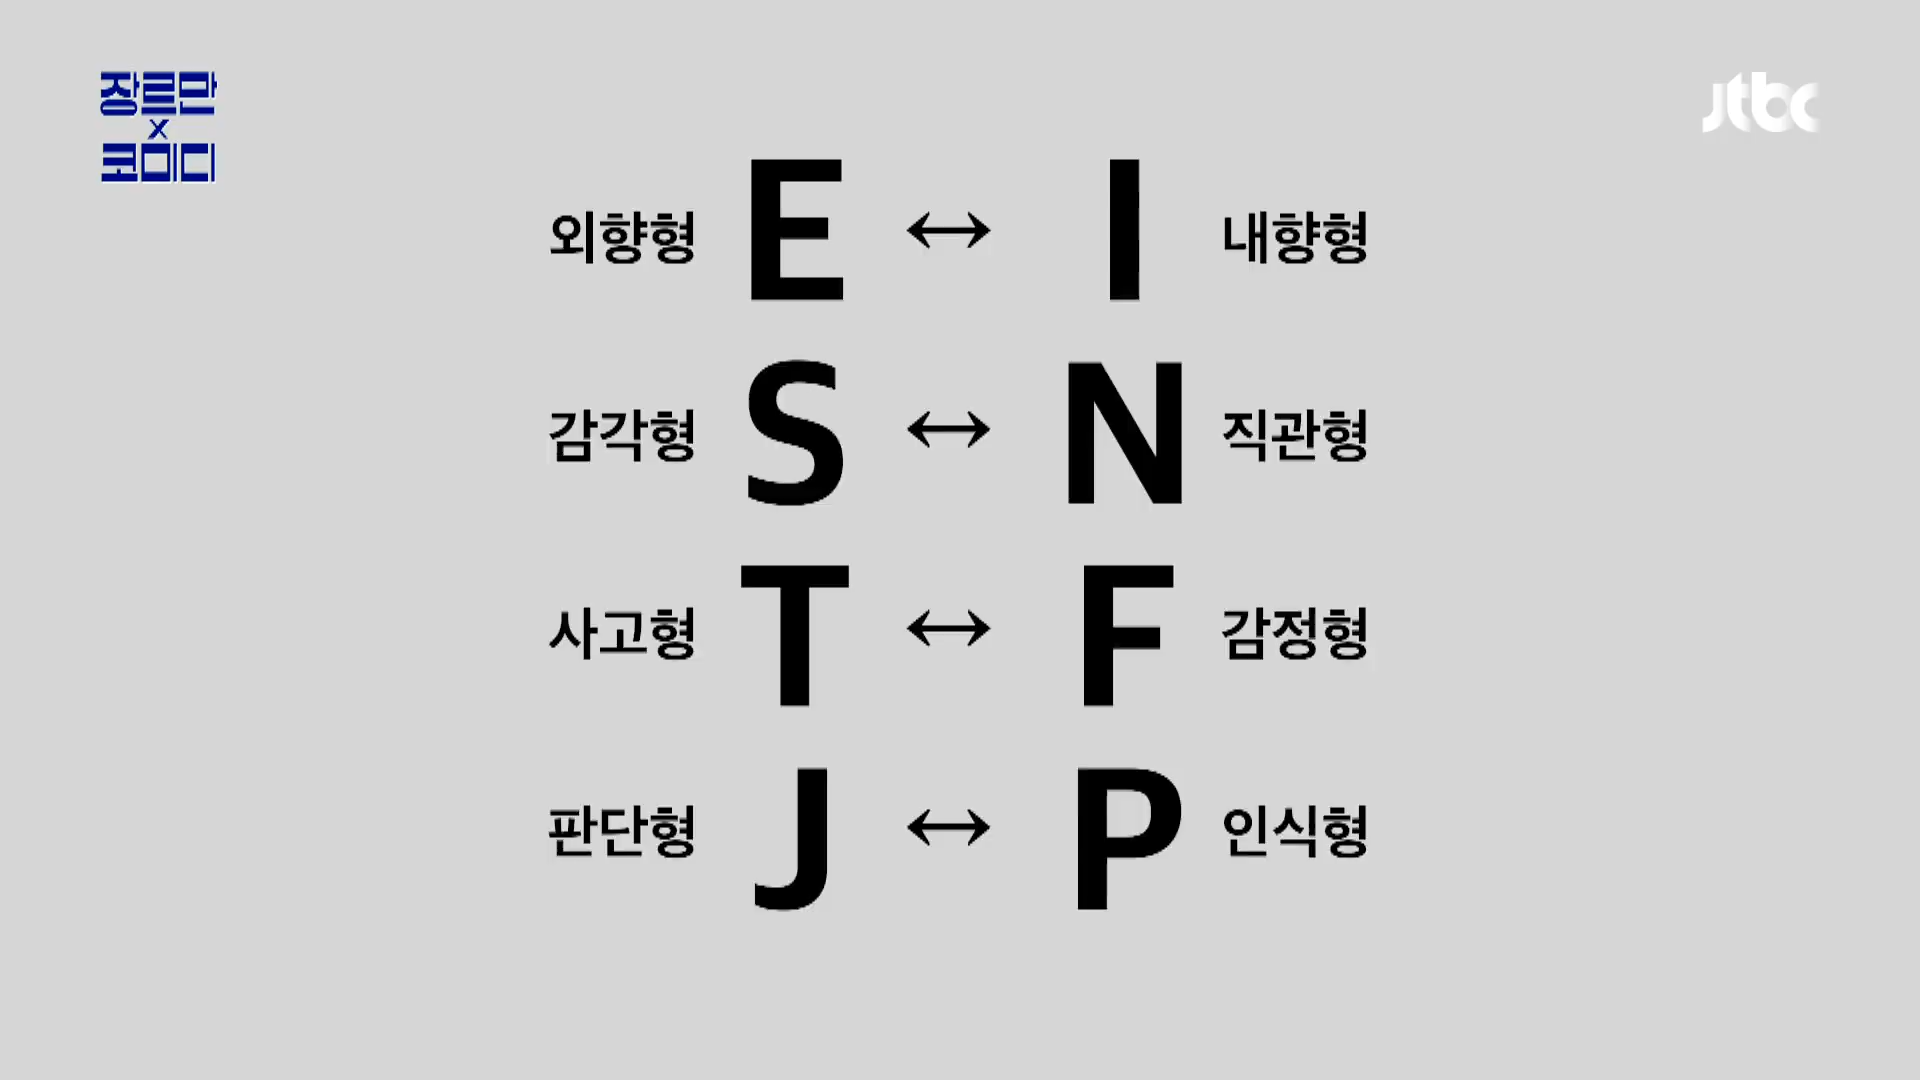 장르만
x
코미디
jtbc
외향형 E ↔ I 내향형
감각형 S ↔ N 직관형
사고형 T ↔ F 감정형
판단형 J ↔ P 인식형